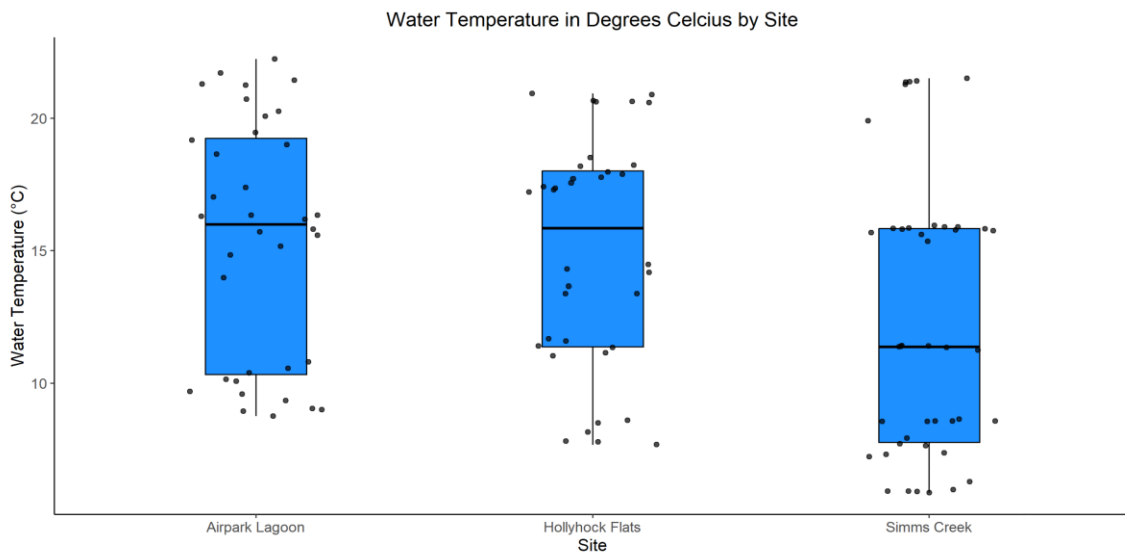 Water Temperature in Degrees Celcius by Site
Water Temperature (°C)
20
15
10
Airpark Lagoon
Hollyhock Flats
Simms Creek
Site